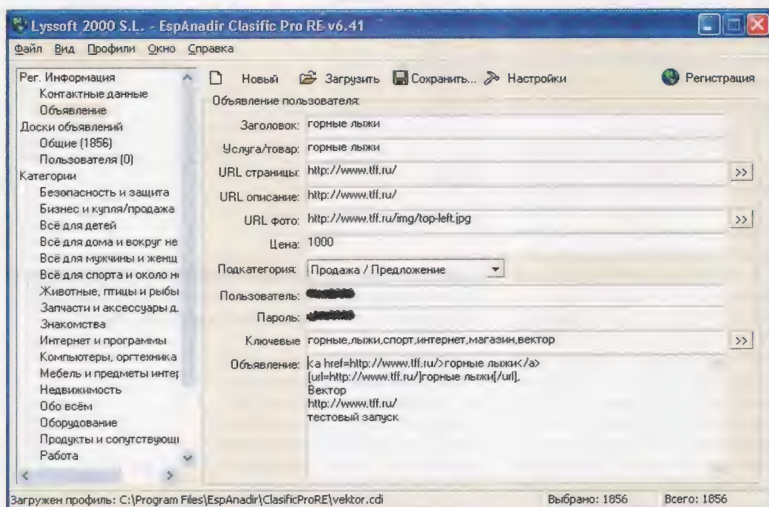 Lyssoft 2000 S.L. - EspAnadir Clasific Pro RE v6.41
Файл Вид Профили Окно Справка
Рег. Информация
Контактные данные
Объявление
Доски объявлений
Общие (1856)
Пользователя (0)
Категории
Безопасность и защита
Бизнес и купля/продажа
Всё для детей
Всё для дома и вокруг не
Всё для мужчины и женщ
Всё для спорта и около н
Животные, птицы и рыбы
Запчасти и аксессуары д
Знакомства
Интернет и программы
Компьютеры, оргтехника
Мебель и предметы интер
Недвижимость
Обо всём
Оборудование
Продукты и сопутствующ
Работа
Новый Загрузить Сохранить... Настройки Регистрация
Объявление пользователя:
Заголовок: горные лыжи
Услуга/товар: горные лыжи
URL страницы: http://www.tff.ru/ >>
URL описание: http://www.tff.ru/
URL фото: http://www.tff.ru/img/top-left.jpg >>
Цена: 1000
Подкатегория: Продажа / Предложение
Пользователь:
Пароль:
Ключевые горные,лыжи,спорт,интернет,магазин,вектор >>
Объявление: <a href=http://www.tff.ru/>горные лыжи</a>
[url=http://www.tff.ru/]горные лыжи[/url],
Вектор
http://www.tff.ru/
тестовый запуск
Загружен профиль: C:\Program Files\EspAnadir\ClasificProRE\vektor.cdi Выбрано: 1856 Всего: 1856